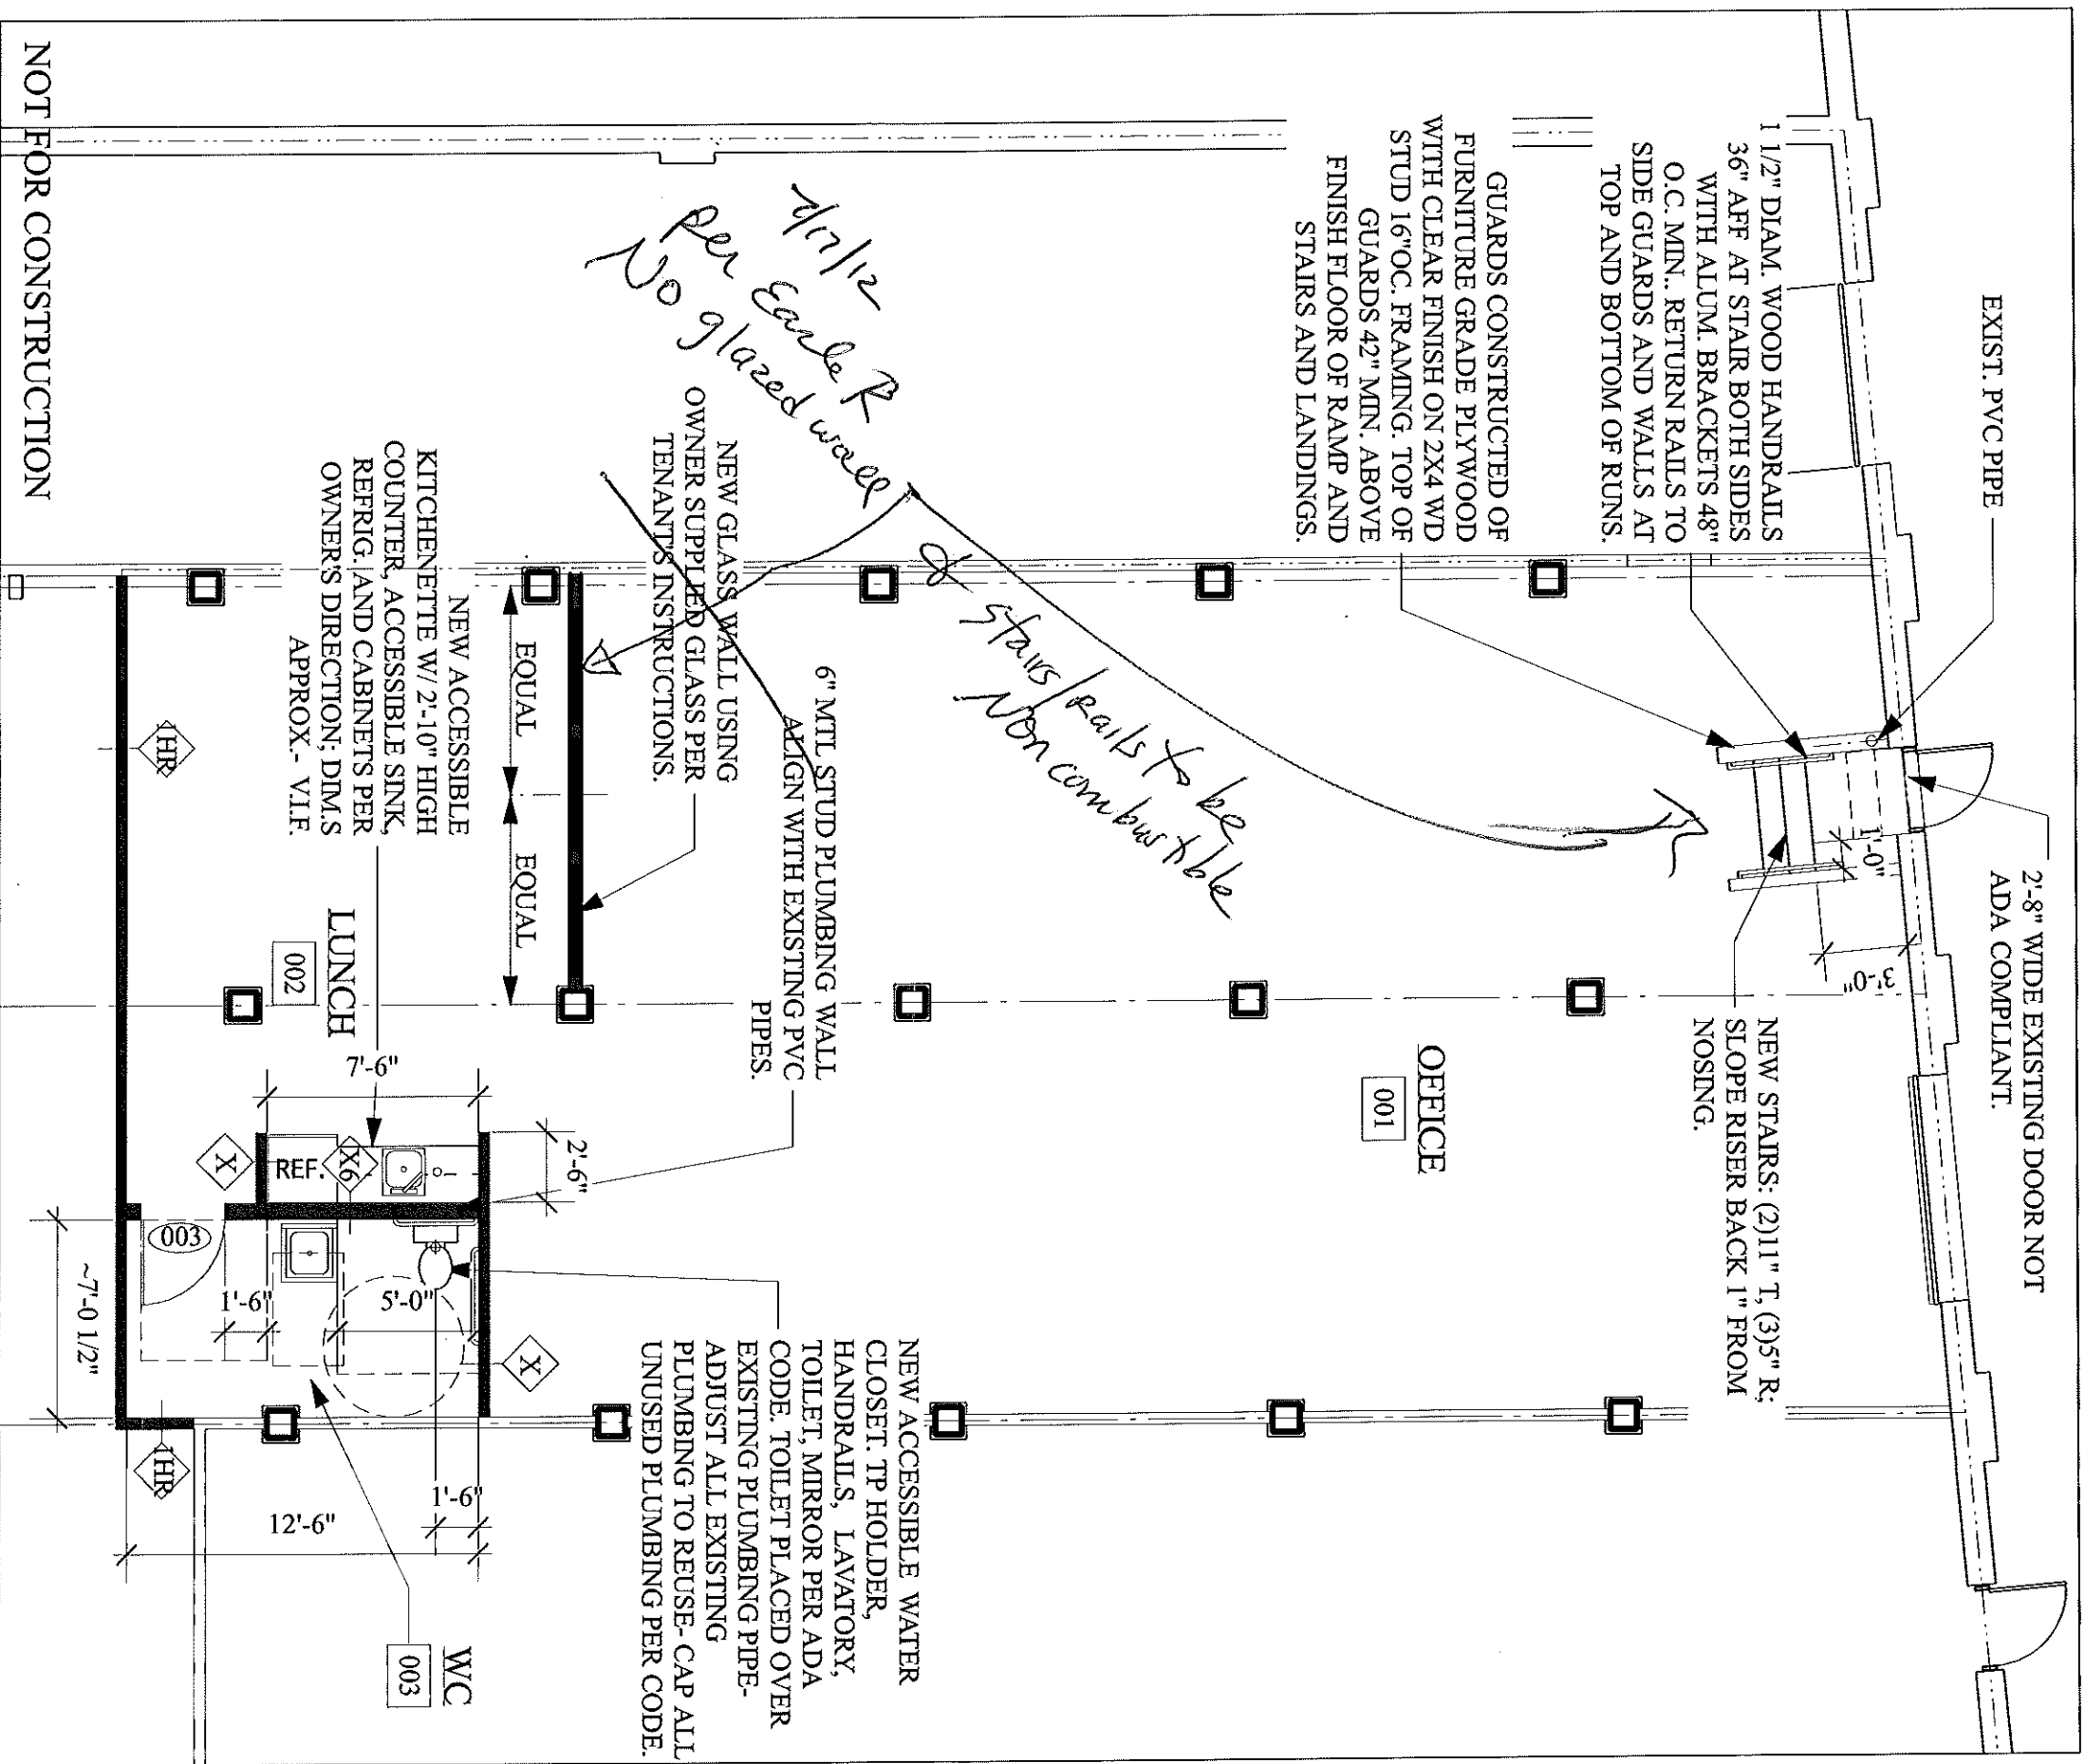 EXIST. PVC PIPE
2'-8" WIDE EXISTING DOOR NOT
ADA COMPLIANT.
1 1/2" DIAM. WOOD HANDRAILS
36" AFF AT STAIR BOTH SIDES
WITH ALUM. BRACKETS 48"
O.C. MIN.. RETURN RAILS TO
SIDE GUARDS AND WALLS AT
TOP AND BOTTOM OF RUNS.
1'-0"
3'-0"
NEW STAIRS: (2)11" T, (3)5" R;
SLOPE RISER BACK 1" FROM
NOSING.
GUARDS CONSTRUCTED OF
FURNITURE GRADE PLYWOOD
WITH CLEAR FINISH ON 2X4 WD
STUD 16"OC. FRAMING. TOP OF
GUARDS 42" MIN. ABOVE
FINISH FLOOR OF RAMP AND
STAIRS AND LANDINGS.
OFFICE
001
7/17/12
per Earle R
No glazed wall
& stairs/rails to be
Non combustible
6" MTL STUD PLUMBING WALL
ALIGN WITH EXISTING PVC
PIPES.
NEW GLASS WALL USING
OWNER SUPPLIED GLASS PER
TENANT'S INSTRUCTIONS.
NEW ACCESSIBLE WATER
CLOSET. TP HOLDER,
HANDRAILS, LAVATORY,
TOILET, MIRROR PER ADA
CODE. TOILET PLACED OVER
EXISTING PLUMBING PIPE-
ADJUST ALL EXISTING
PLUMBING TO REUSE- CAP ALL
UNUSED PLUMBING PER CODE.
EQUAL
EQUAL
2'-6"
X
NEW ACCESSIBLE
KITCHENETTE W/ 2'-10" HIGH
COUNTER, ACCESSIBLE SINK,
REFRIG. AND CABINETS PER
OWNER'S DIRECTION; DIM.S
APPROX.- V.I.F.
LUNCH
002
7'-6"
REF.
X6
X
5'-0"
1'-6"
1'-6"
12'-6"
WC
003
003
1HR
1HR
~7'-0 1/2"
NOT FOR CONSTRUCTION